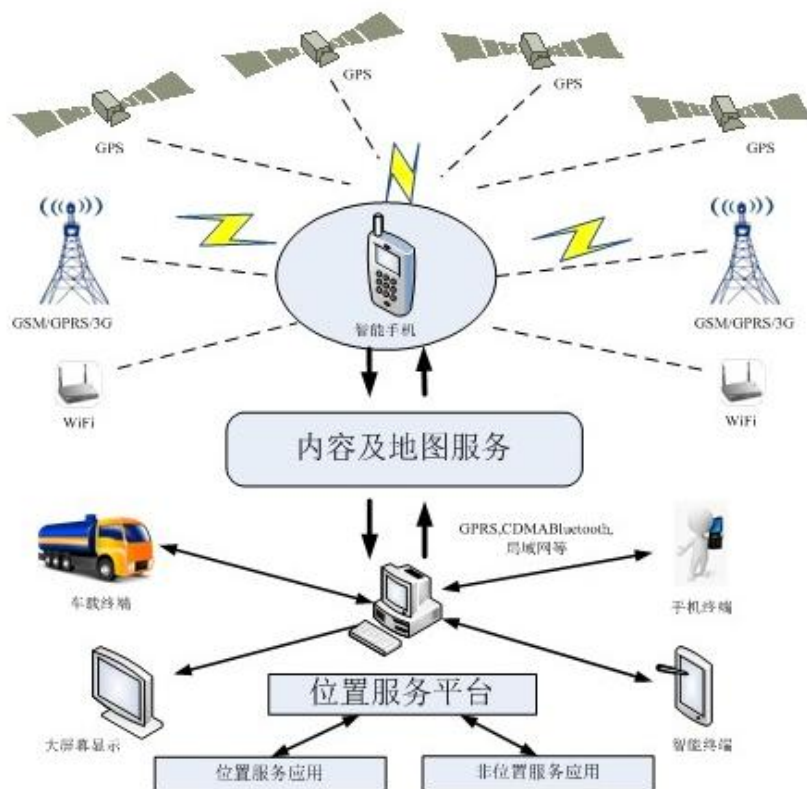 GPS
GPS
GPS
GPS
GSM/GPRS/3G
智能手机
GSM/GPRS/3G
WiFi
WiFi
内容及地图服务
GPRS,CDMABluetooth,
局域网等
车载终端
手机终端
位置服务平台
大屏幕显示
智能终端
位置服务应用
非位置服务应用